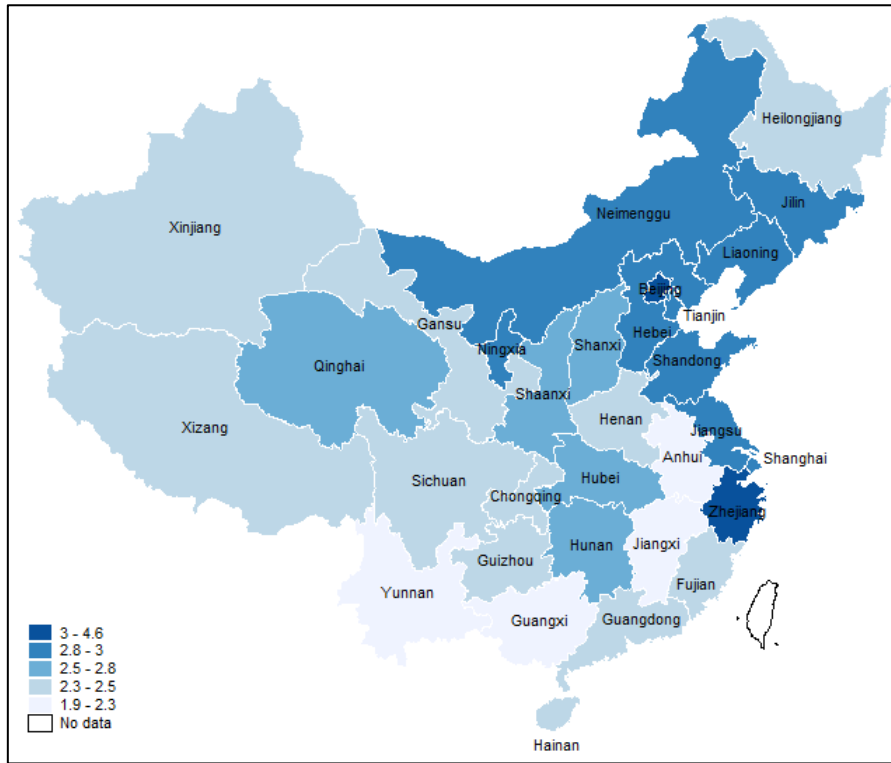 Heilongjiang
Jilin
Neimenggu
Xinjiang
Liaoning
Beijing
Tianjin
Gansu
Hebei
Shanxi
Ningxia
Shandong
Qinghai
Shaanxi
Henan
Xizang
Jiangsu
Anhui
Shanghai
Sichuan
Hubei
Chongqing
Zhejiang
Hunan
Jiangxi
Guizhou
Fujian
Yunnan
Guangxi
Guangdong
3 - 4.6
2.8 - 3
2.5 - 2.8
2.3 - 2.5
1.9 - 2.3
No data
Hainan